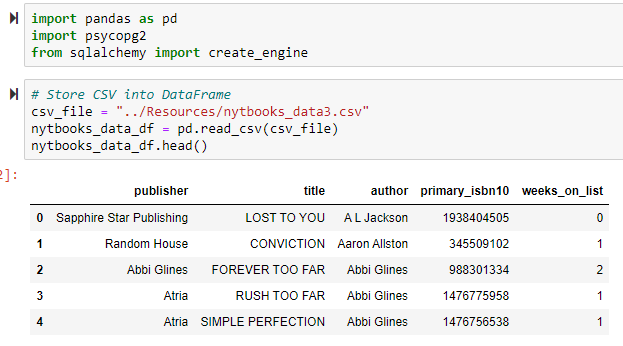 import pandas as pd
import psycopg2
from sqlalchemy import create_engine
# Store CSV into DataFrame
csv_file = "../Resources/nytbooks_data3.csv"
nytbooks_data_df = pd.read_csv(csv_file)
nytbooks_data_df.head()
2]:
publisher title author primary_isbn10 weeks_on_list
0 Sapphire Star Publishing LOST TO YOU A L Jackson 1938404505 0
1 Random House CONVICTION Aaron Allston 345509102 1
2 Abbi Glines FOREVER TOO FAR Abbi Glines 988301334 2
3 Atria RUSH TOO FAR Abbi Glines 1476775958 1
4 Atria SIMPLE PERFECTION Abbi Glines 1476756538 1